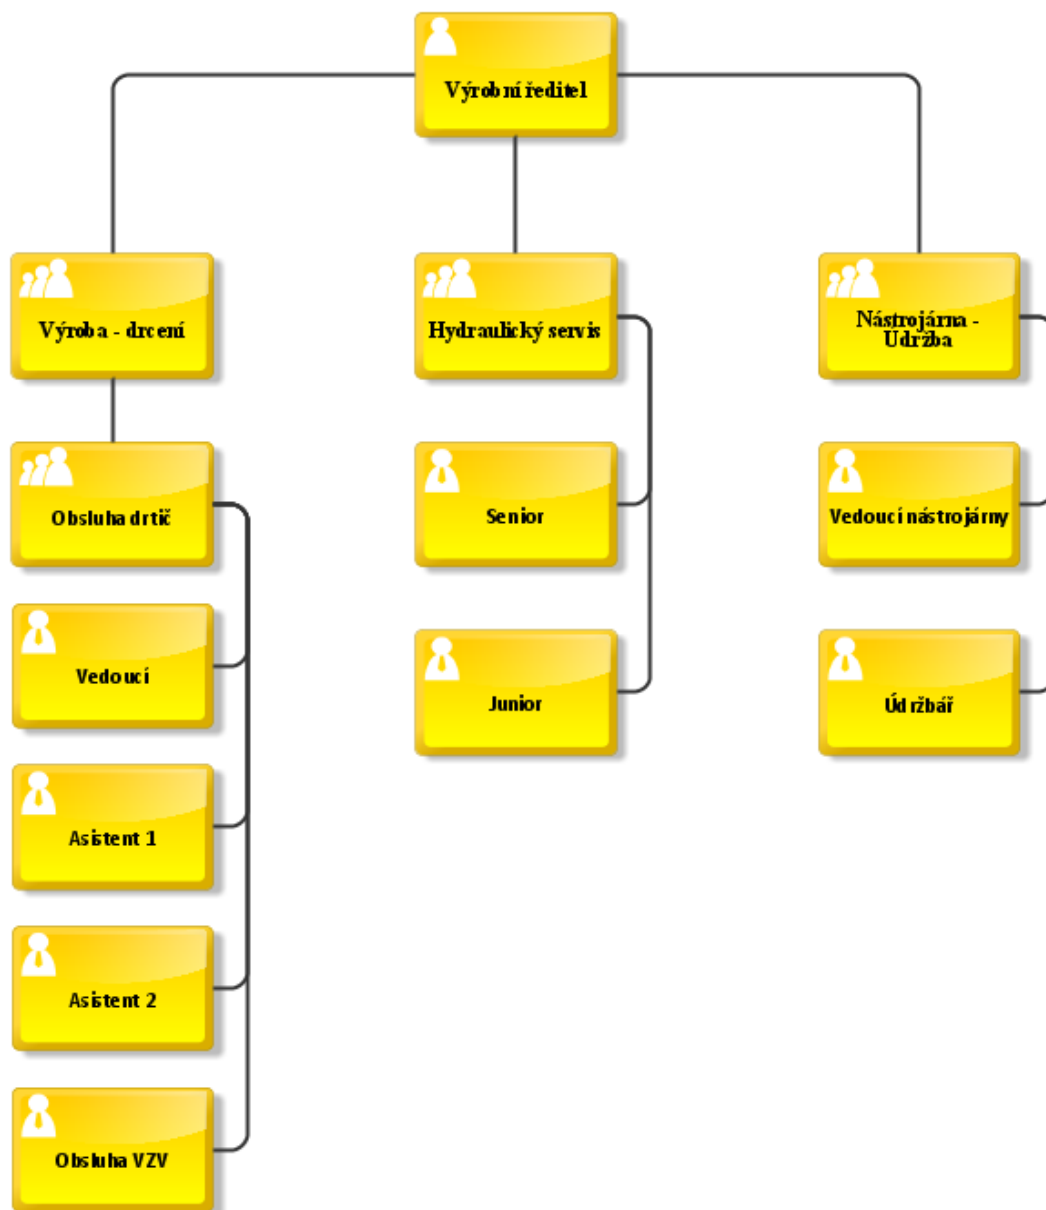 Výrobní ředitel
Výroba - drcení
Hydraulický servis
Nástrojárna -
Udržba
Obsluha drtič
Senior
Vedoucí nástrojárny
Vedoucí
Junior
Údržbář
Asistent 1
Asistent 2
Obsluha VZV